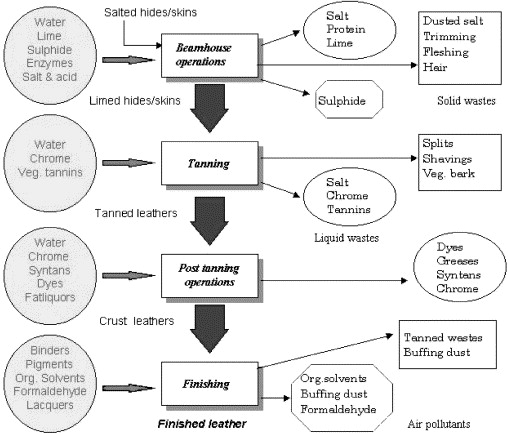 Salted hides/skins
Water
Lime
Sulphide
Enzymes
Salt & acid
Beamhouse
operations
Salt
Protein
Lime
Dusted salt
Trimming
Fleshing
Hair
Sulphide
Solid wastes
Limed hides/skins
Water
Chrome
Veg. tannins
Tanning
Splits
Shavings
Veg. bark
Salt
Chrome
Tannins
Tanned leathers
Liquid wastes
Water
Chrome
Syntans
Dyes
Fatliquors
Post tanning
operations
Dyes
Greeses
Syntans
Chrome
Crust leathers
Binders
Pigments
Org. Solvents
Formaldehyde
Lacquers
Finishing
Tanned wastes
Buffing dust
Org.solvents
Buffing dust
Formaldehyde
Finished leather
Air pollutants